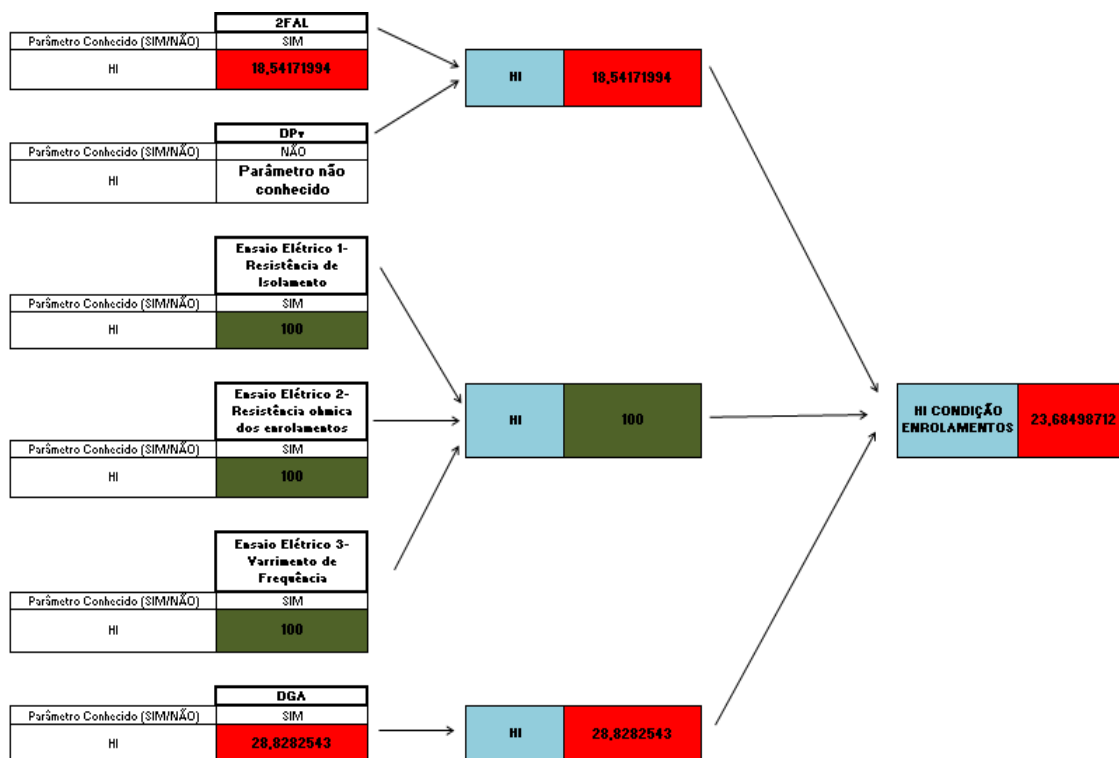 2FAL
Parâmetro Conhecido (SIM/NÃO) SIM
HI 18,54171994
HI 18,54171994
DPv
Parâmetro Conhecido (SIM/NÃO) NÃO
HI Parâmetro não
conhecido
Ensaio Elétrico 1-
Resistência de
Isolamento
Parâmetro Conhecido (SIM/NÃO) SIM
HI 100
Ensaio Elétrico 2-
Resistência ohmica
dos enrolamentos
Parâmetro Conhecido (SIM/NÃO) SIM
HI 100
HI 100
HI CONDIÇÃO
ENROLAMENTOS
23,68498712
Ensaio Elétrico 3-
Varrimento de
Frequência
Parâmetro Conhecido (SIM/NÃO) SIM
HI 100
DGA
Parâmetro Conhecido (SIM/NÃO) SIM
HI 28,8282543
HI 28,8282543